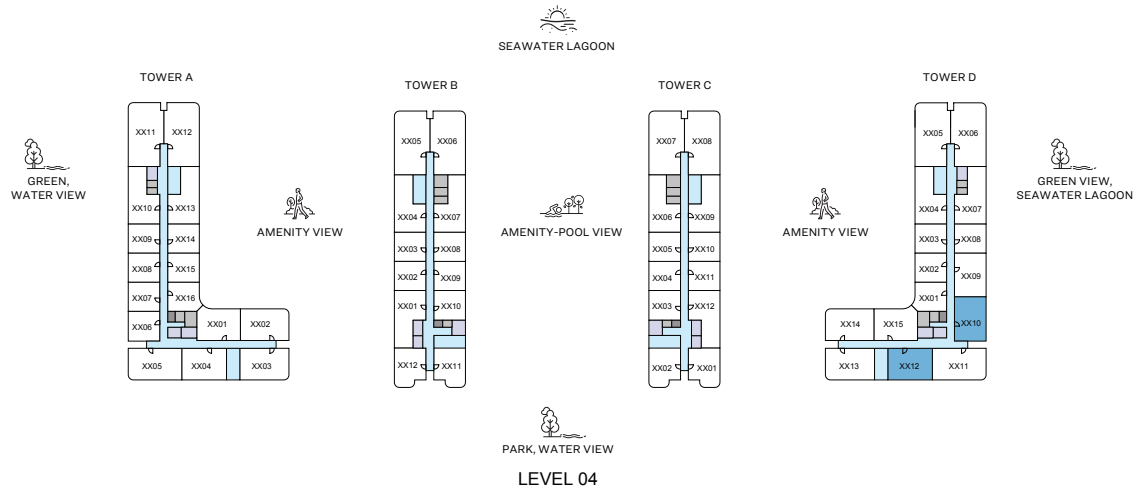 SEAWATER LAGOON
TOWER A
TOWER B
TOWER C
TOWER D
GREEN,
WATER VIEW
AMENITY VIEW
AMENITY-POOL VIEW
AMENITY VIEW
GREEN VIEW,
SEAWATER LAGOON
XX11 XX12
XX10 XX13
XX09 XX14
XX08 XX15
XX07 XX16
XX06 XX01 XX02
XX05 XX04 XX03
XX05 XX06
XX04 XX07
XX03 XX08
XX02 XX09
XX01 XX10
XX12 XX11
XX07 XX08
XX06 XX09
XX05 XX10
XX04 XX11
XX03 XX12
XX02 XX01
XX05 XX06
XX04 XX07
XX03 XX08
XX02 XX09
XX01
XX14 XX15 XX10
XX13 XX12 XX11
PARK, WATER VIEW
LEVEL 04